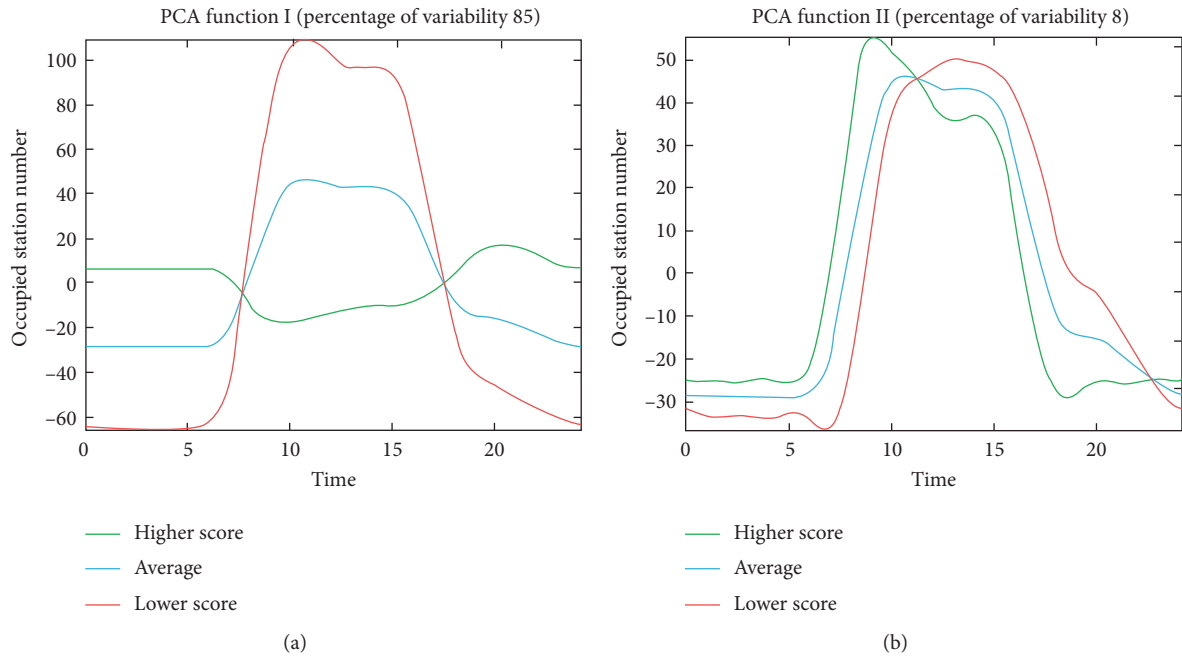 PCA function I (percentage of variability 85)
100
80
60
40
20
0
−20
−40
−60
Occupied station number
0
5
10
15
20
Time
Higher score
Average
Lower score
(a)
PCA function II (percentage of variability 8)
50
40
30
20
0
−10
−20
−30
Occupied station number
0
5
10
15
20
Time
Higher score
Average
Lower score
(b)